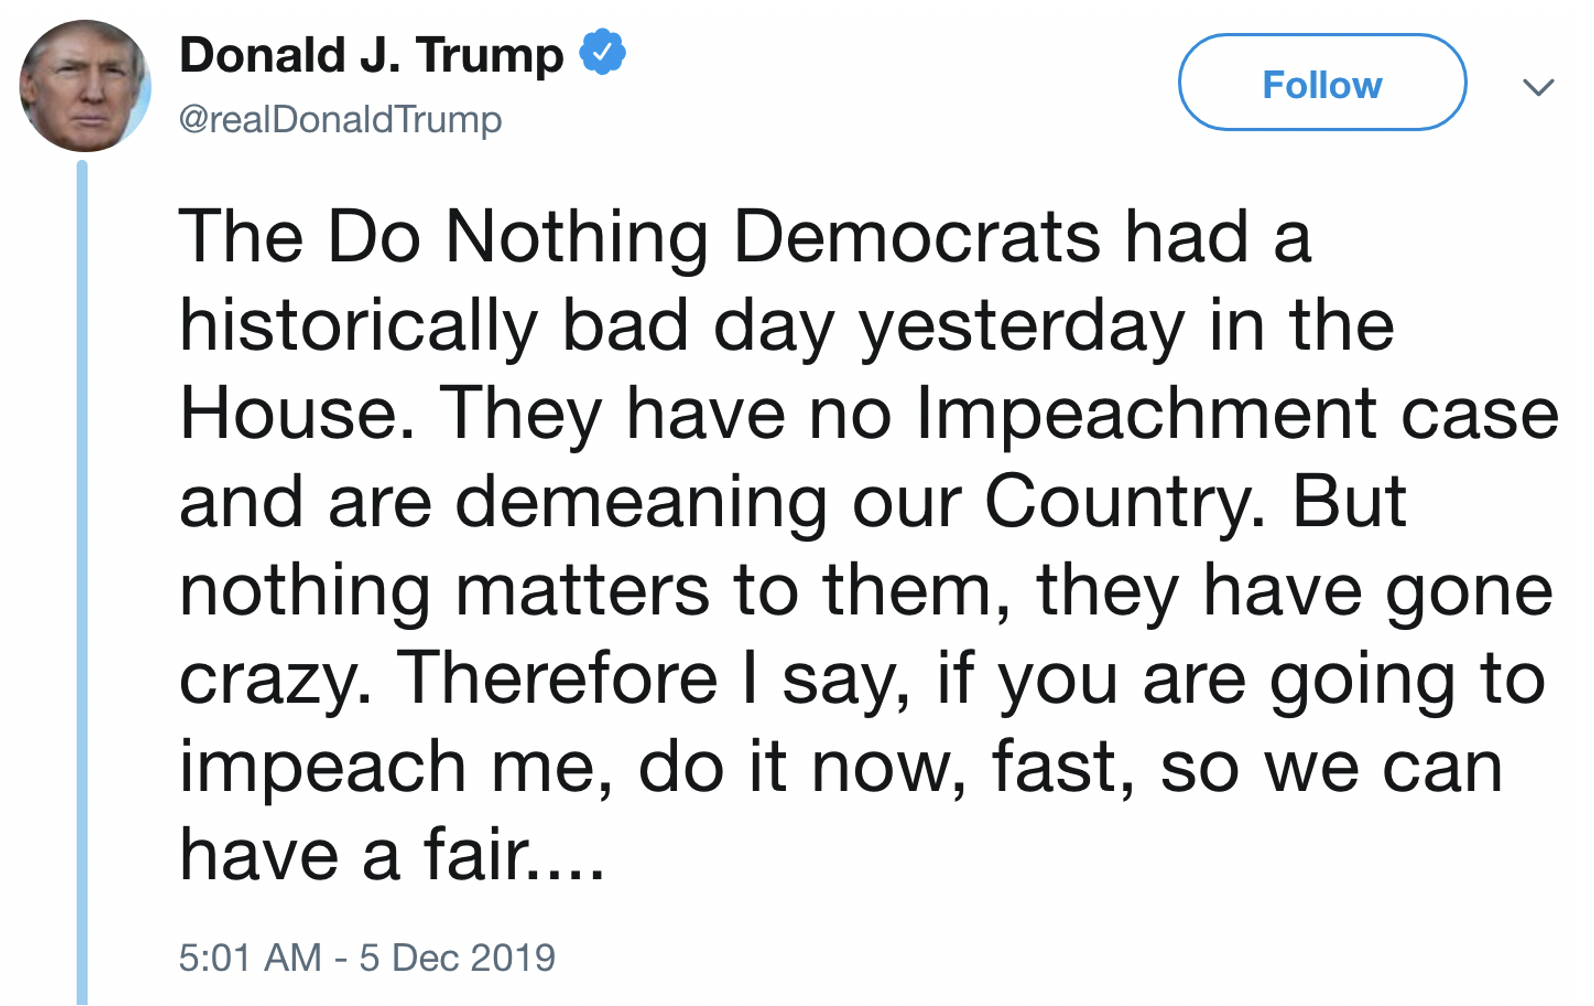 Donald J. Trump
@realDonaldTrump
Follow
The Do Nothing Democrats had a
historically bad day yesterday in the
House. They have no Impeachment case
and are demeaning our Country. But
nothing matters to them, they have gone
crazy. Therefore I say, if you are going to
impeach me, do it now, fast, so we can
have a fair....
5:01 AM - 5 Dec 2019